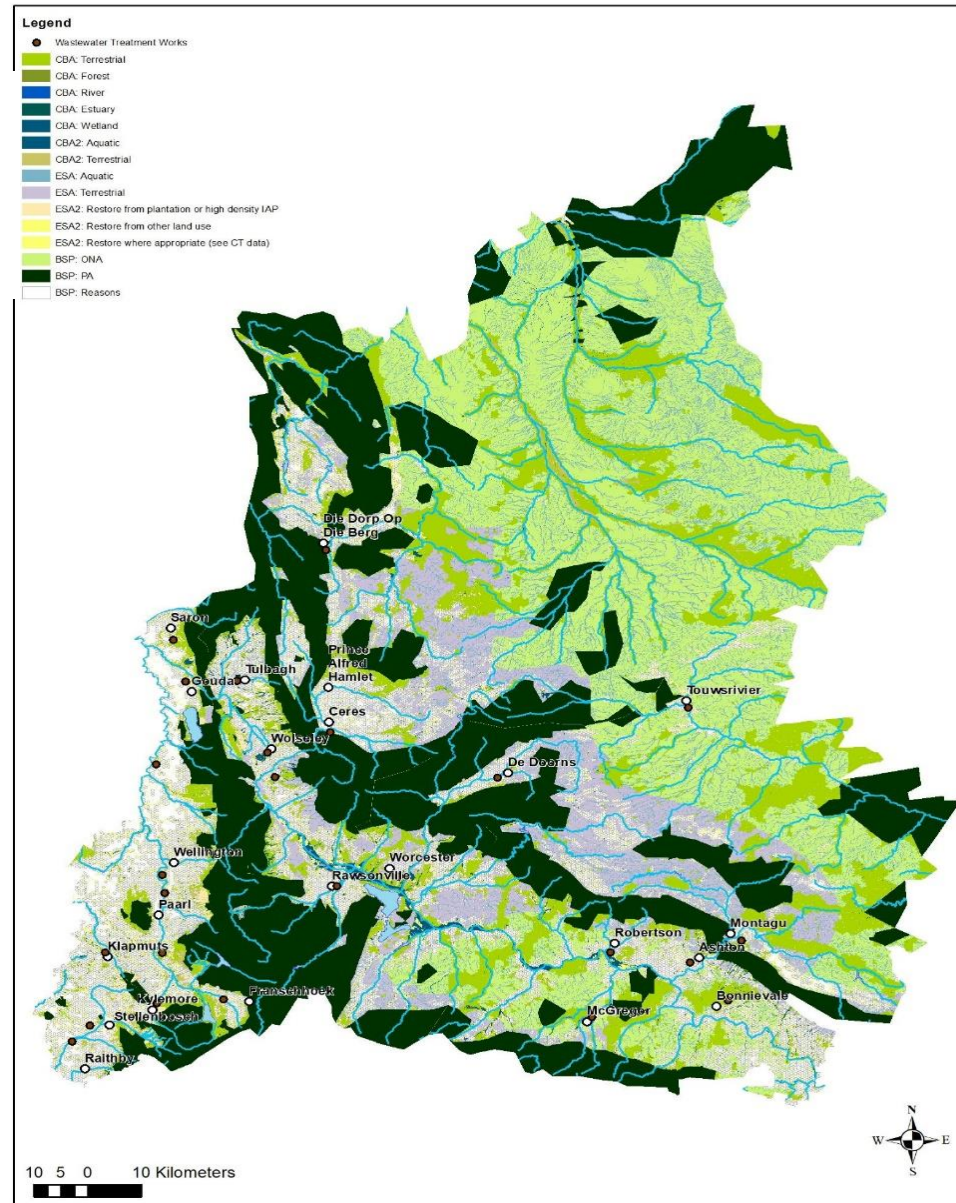 Legend
Wastewater Treatment Works
CBA: Terrestrial
CBA: Forest
CBA: River
CBA: Estuary
CBA: Wetland
CBA2: Aquatic
CBA2: Terrestrial
ESA: Aquatic
ESA: Terrestrial
ESA2: Restore from plantation or high density IAP
ESA2: Restore from other land use
ESA2: Restore where appropriate (see CT data)
BSP: ONA
BSP: PA
BSP: Reasons
Die Dorp Op
Die Berg
Saron
Tulbagh
Gouda
Prince
Alfred
Hamlet
Touwsrivier
Ceres
Wolseley
De Doorns
Wellington
Worcester
Rawsonville
Paarl
Montagu
Robertson
Ashton
Klapmuts
Kylemore
Franschhoek
Bonnievale
McGregor
Stellenbosch
Raithby
N
W
E
S
10 5 0 10 Kilometers